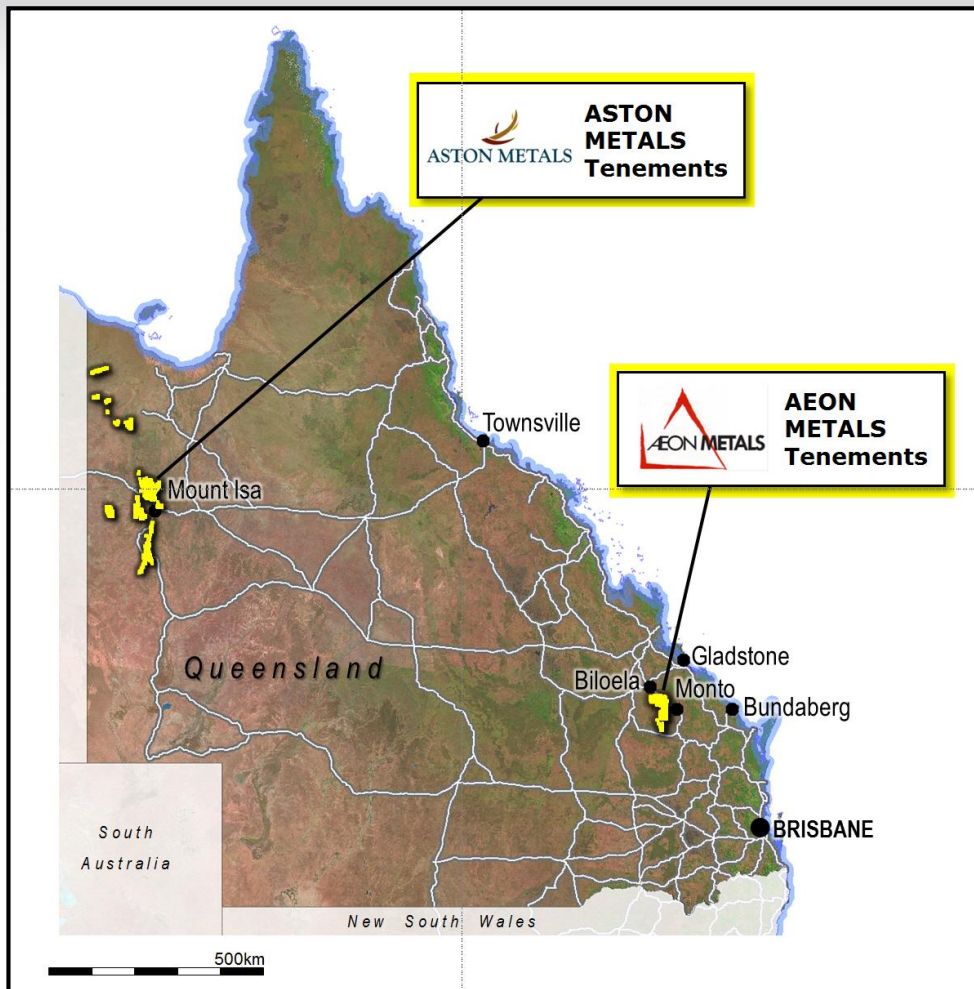 ASTON METALS
ASTON
METALS
Tenements
AEON METALS
AEON
METALS
Tenements
Townsville
Mount Isa
Gladstone
Biloela
Monto
Bundaberg
Queensland
BRISBANE
South
Australia
New South Wales
500km